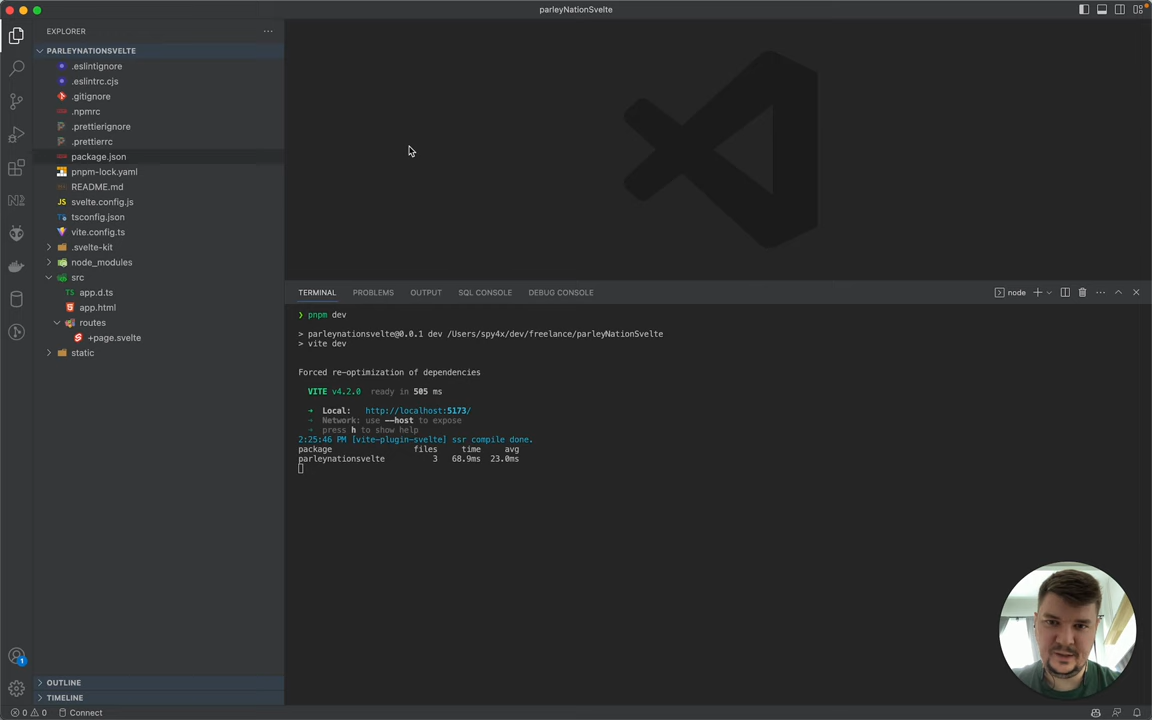 parleyNationSvelte
EXPLORER
PARLEYNATIONSVELTE
.eslintignore
.eslintrc.cjs
.gitignore
.npmrc
.prettierignore
.prettierrc
package.json
pnpm-lock.yaml
README.md
svelte.config.js
tsconfig.json
vite.config.ts
.svelte-kit
node_modules
src
app.d.ts
app.html
routes
+page.svelte
static
OUTLINE
TIMELINE
TERMINAL PROBLEMS OUTPUT SQL CONSOLE DEBUG CONSOLE node
❯ pnpm dev
> parleynationsvelte@0.0.1 dev /Users/spy4x/dev/freelance/parleyNationSvelte
> vite dev
Forced re-optimization of dependencies
VITE v4.2.0 ready in 505 ms
➜ Local: http://localhost:5173/
➜ Network: use --host to expose
➜ press h to show help
2:25:46 PM [vite-plugin-svelte] ssr compile done.
package files time avg
parleynationsvelte 3 68.9ms 23.0ms
1
0 0 Connect